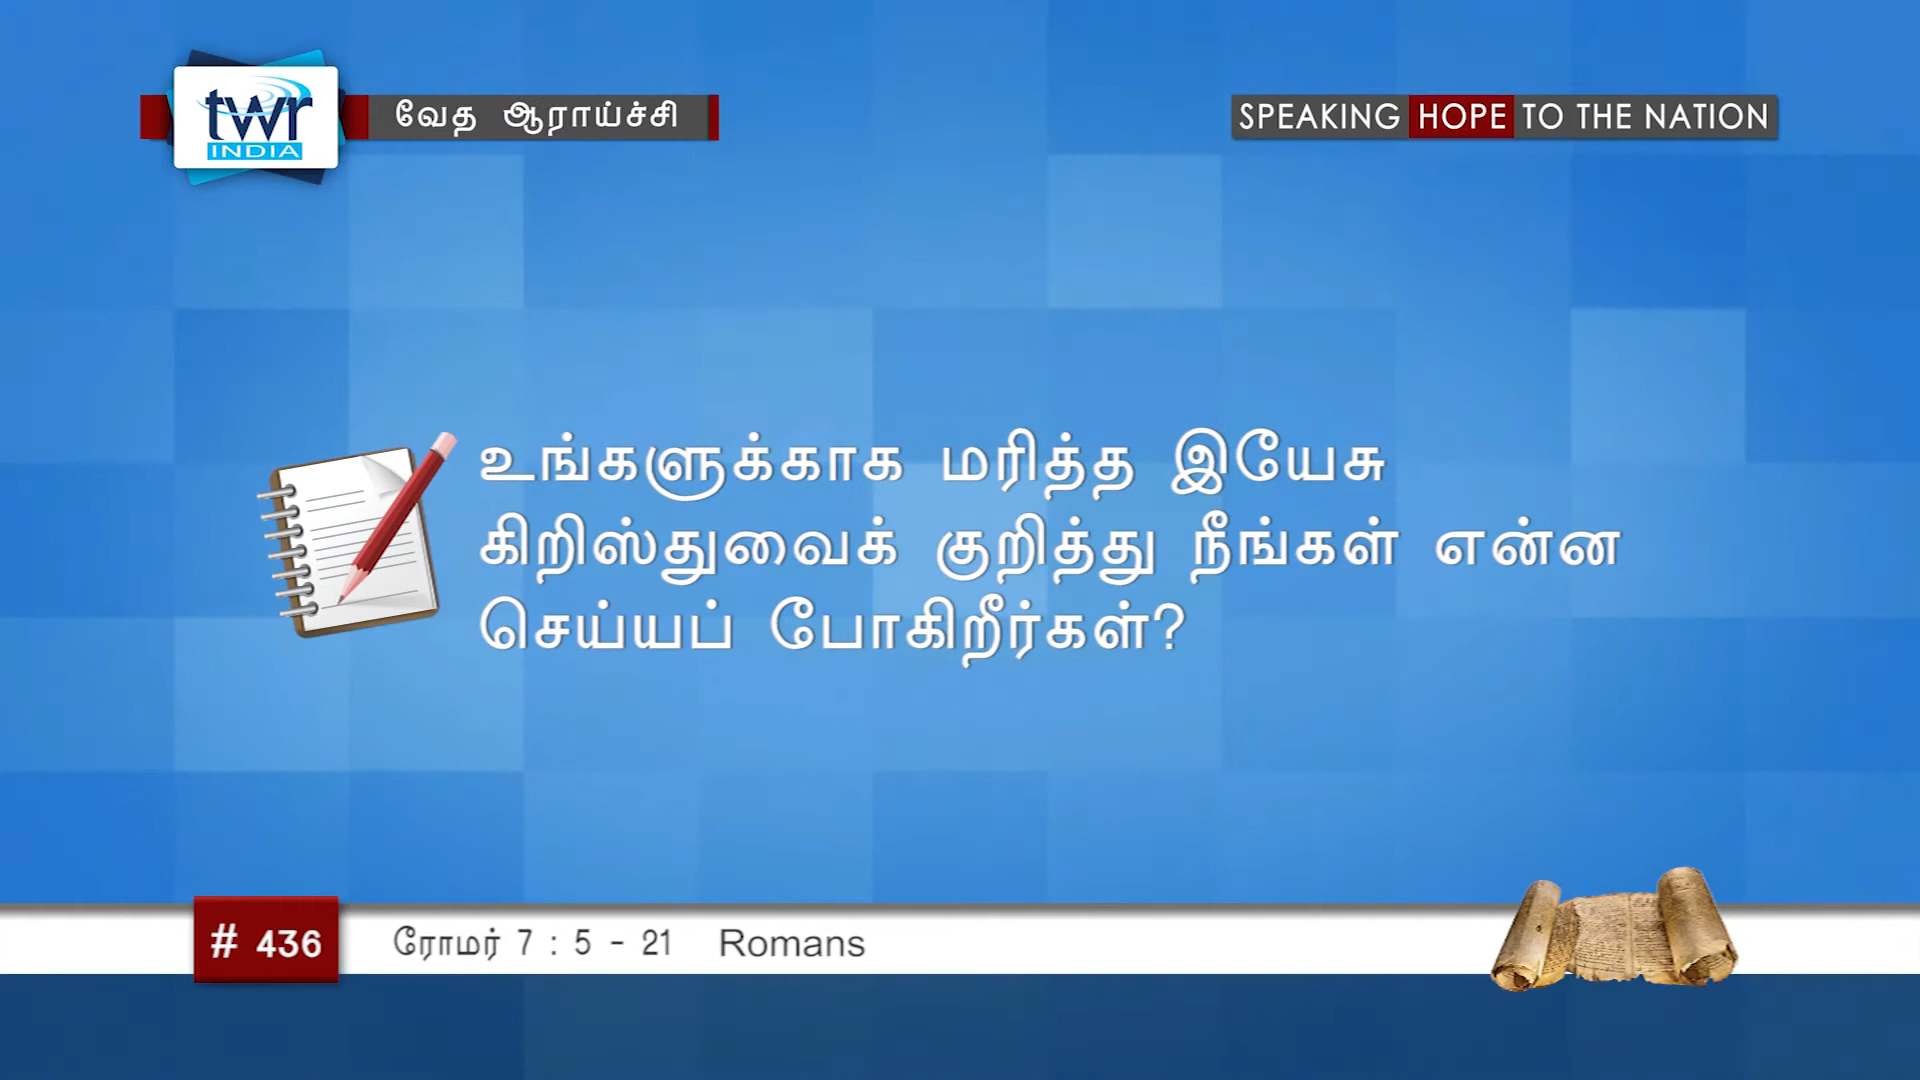 twr
INDIA
வேத ஆராய்ச்சி
SPEAKING HOPE TO THE NATION
உங்களுக்காக மரித்த இயேசு
கிறிஸ்துவைக் குறித்து நீங்கள் என்ன
செய்யப் போகிறீர்கள்?
# 436
ரோமர் 7 : 5 - 21 Romans